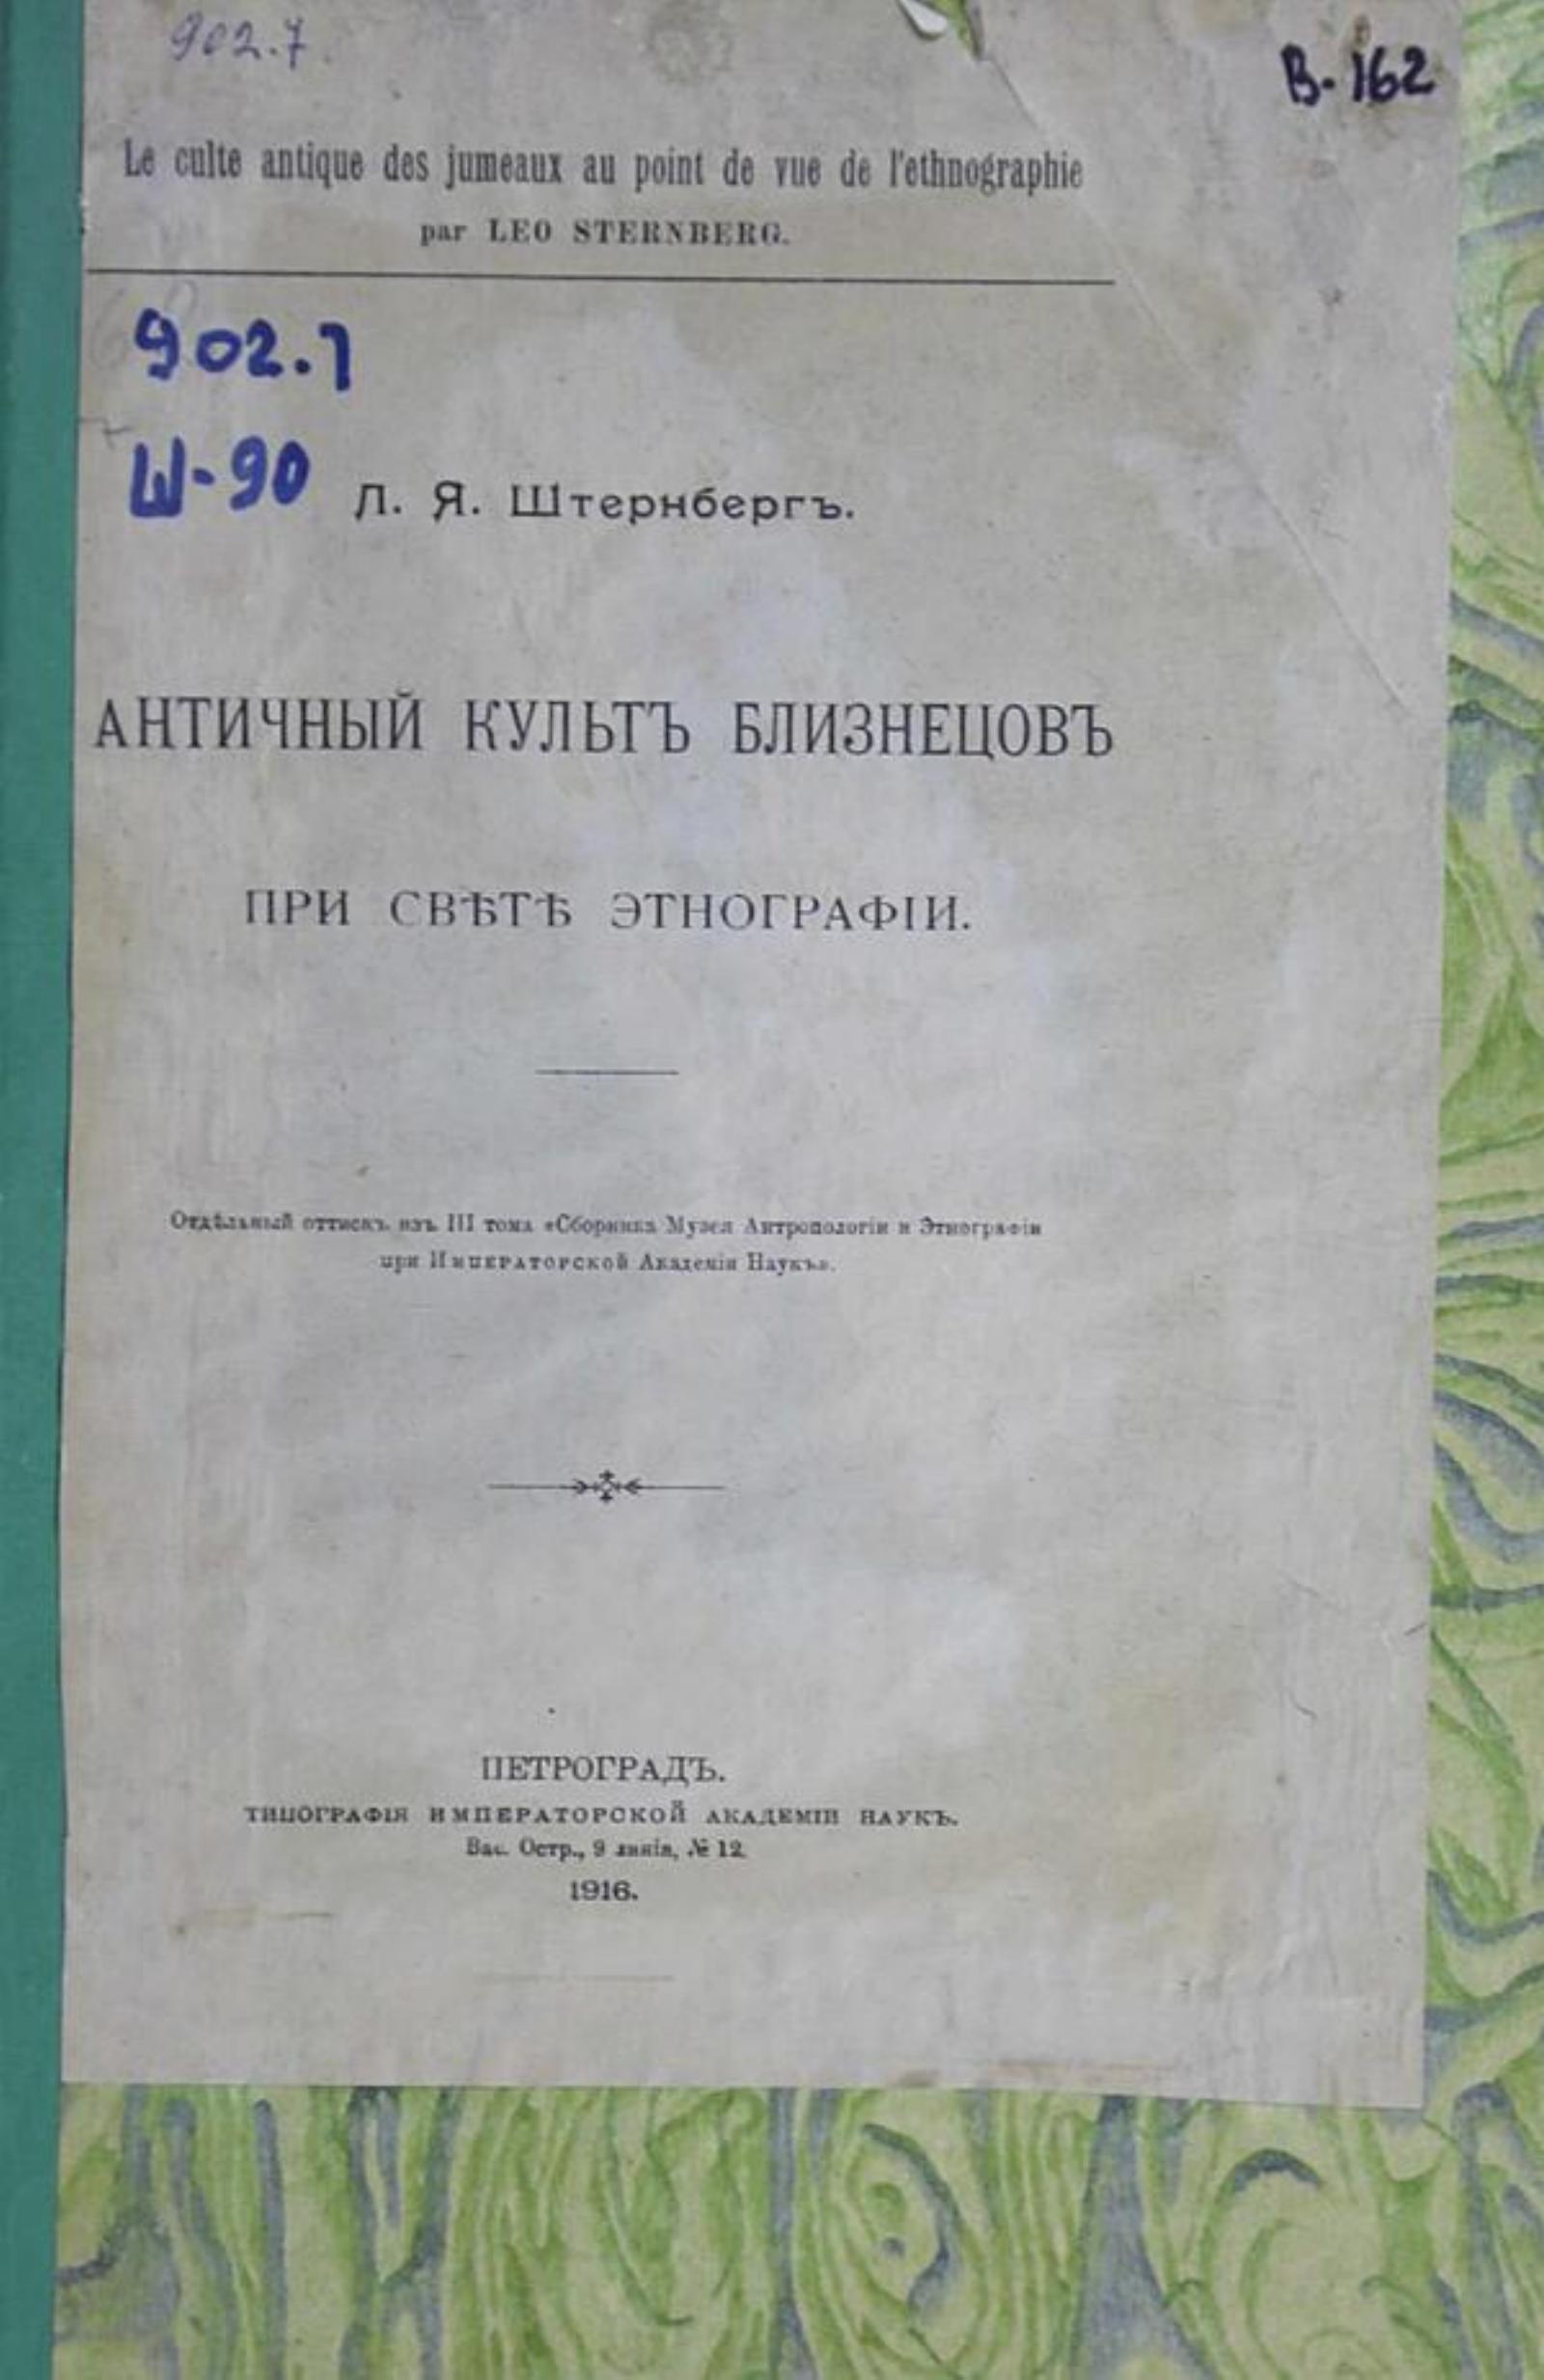 902.7.
В-162
Le culte antique des jumeaux au point de vue de l'ethnographie
par LEO STERNBERG.
902.7
Ш-90
Л. Я. Штернбергъ.
АНТИЧНЫЙ КУЛЬТЪ БЛИЗНЕЦОВЪ
ПРИ СВѢТѢ ЭТНОГРАФІИ.
Отдѣльный оттискъ изъ III тома «Сборника Музея Антропологіи и Этнографіи
при Императорской Академіи Наукъ».
ПЕТРОГРАДЪ.
ТИПОГРАФІЯ ИМПЕРАТОРСКОЙ АКАДЕМІИ НАУКЪ.
Вас. Остр., 9 линія, № 12.
1916.